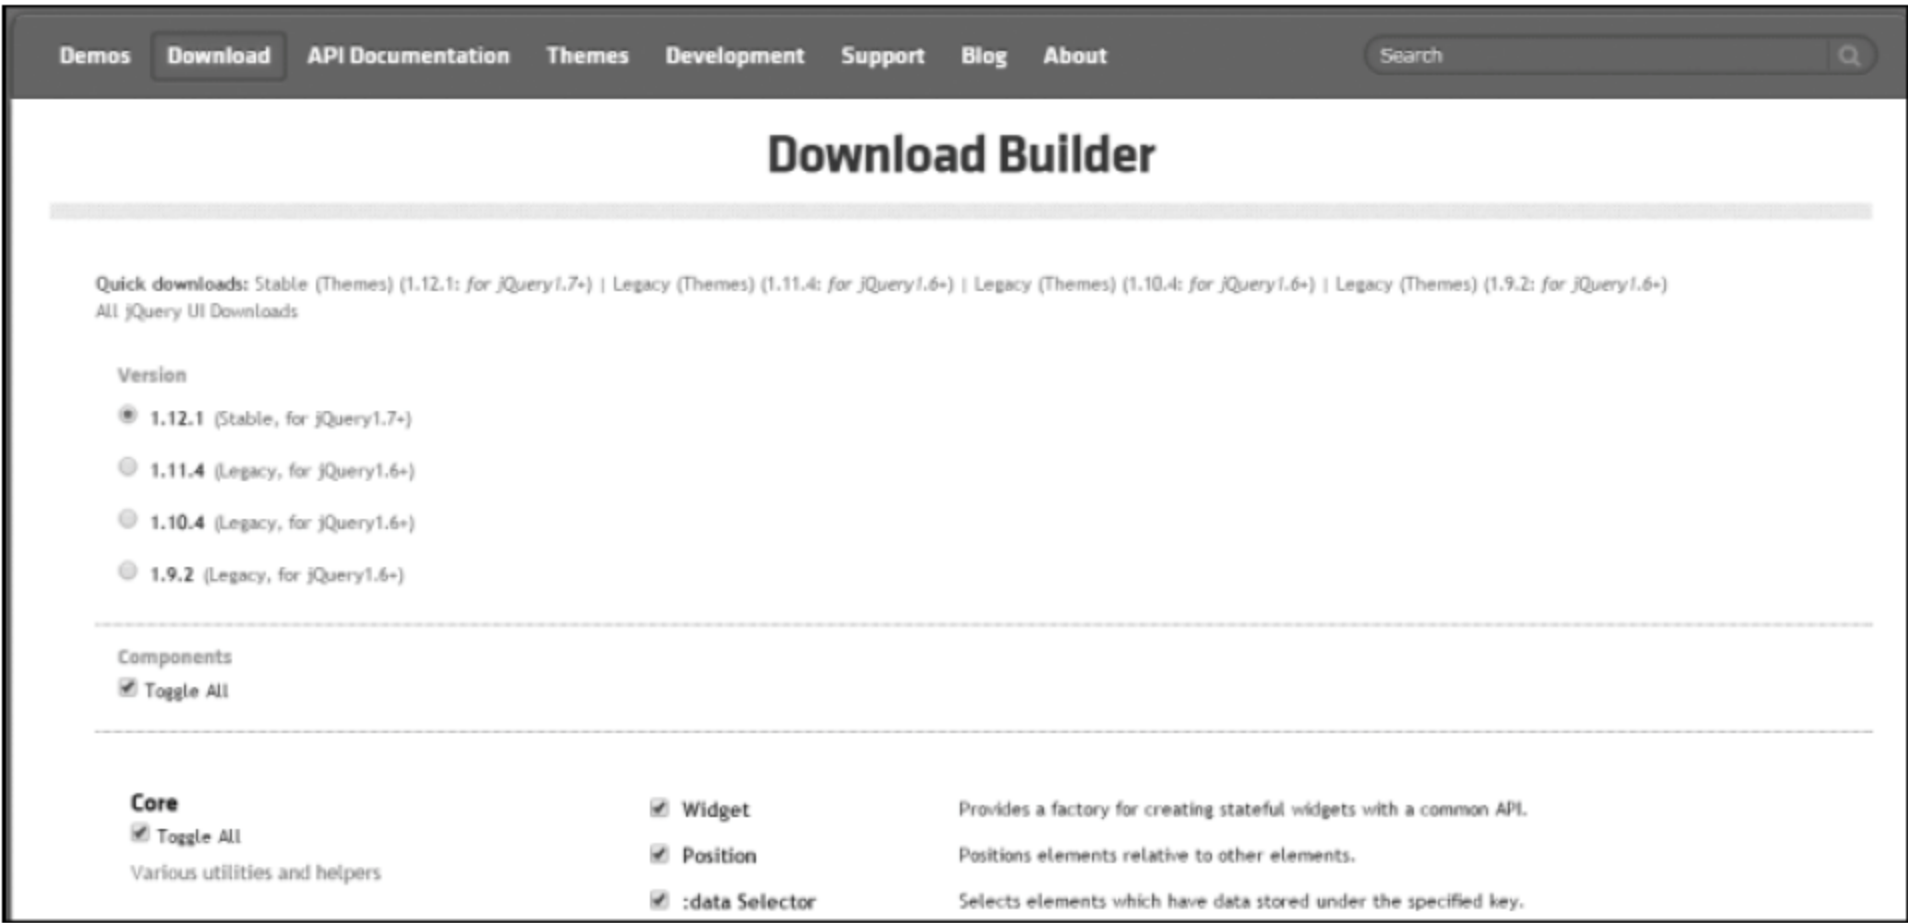 Demos Download API Documentation Themes Development Support Blog About Search
Download Builder
Quick downloads: Stable (Themes) (1.12.1: for jQuery1.7+) | Legacy (Themes) (1.11.4: for jQuery1.6+) | Legacy (Themes) (1.10.4: for jQuery1.6+) | Legacy (Themes) (1.9.2: for jQuery1.6+)
All jQuery UI Downloads
Version
1.12.1 (Stable, for jQuery1.7+)
1.11.4 (Legacy, for jQuery1.6+)
1.10.4 (Legacy, for jQuery1.6+)
1.9.2 (Legacy, for jQuery1.6+)
Components
Toggle All
Core
Toggle All
Various utilities and helpers
Widget Provides a factory for creating stateful widgets with a common API.
Position Positions elements relative to other elements.
:data Selector Selects elements which have data stored under the specified key.